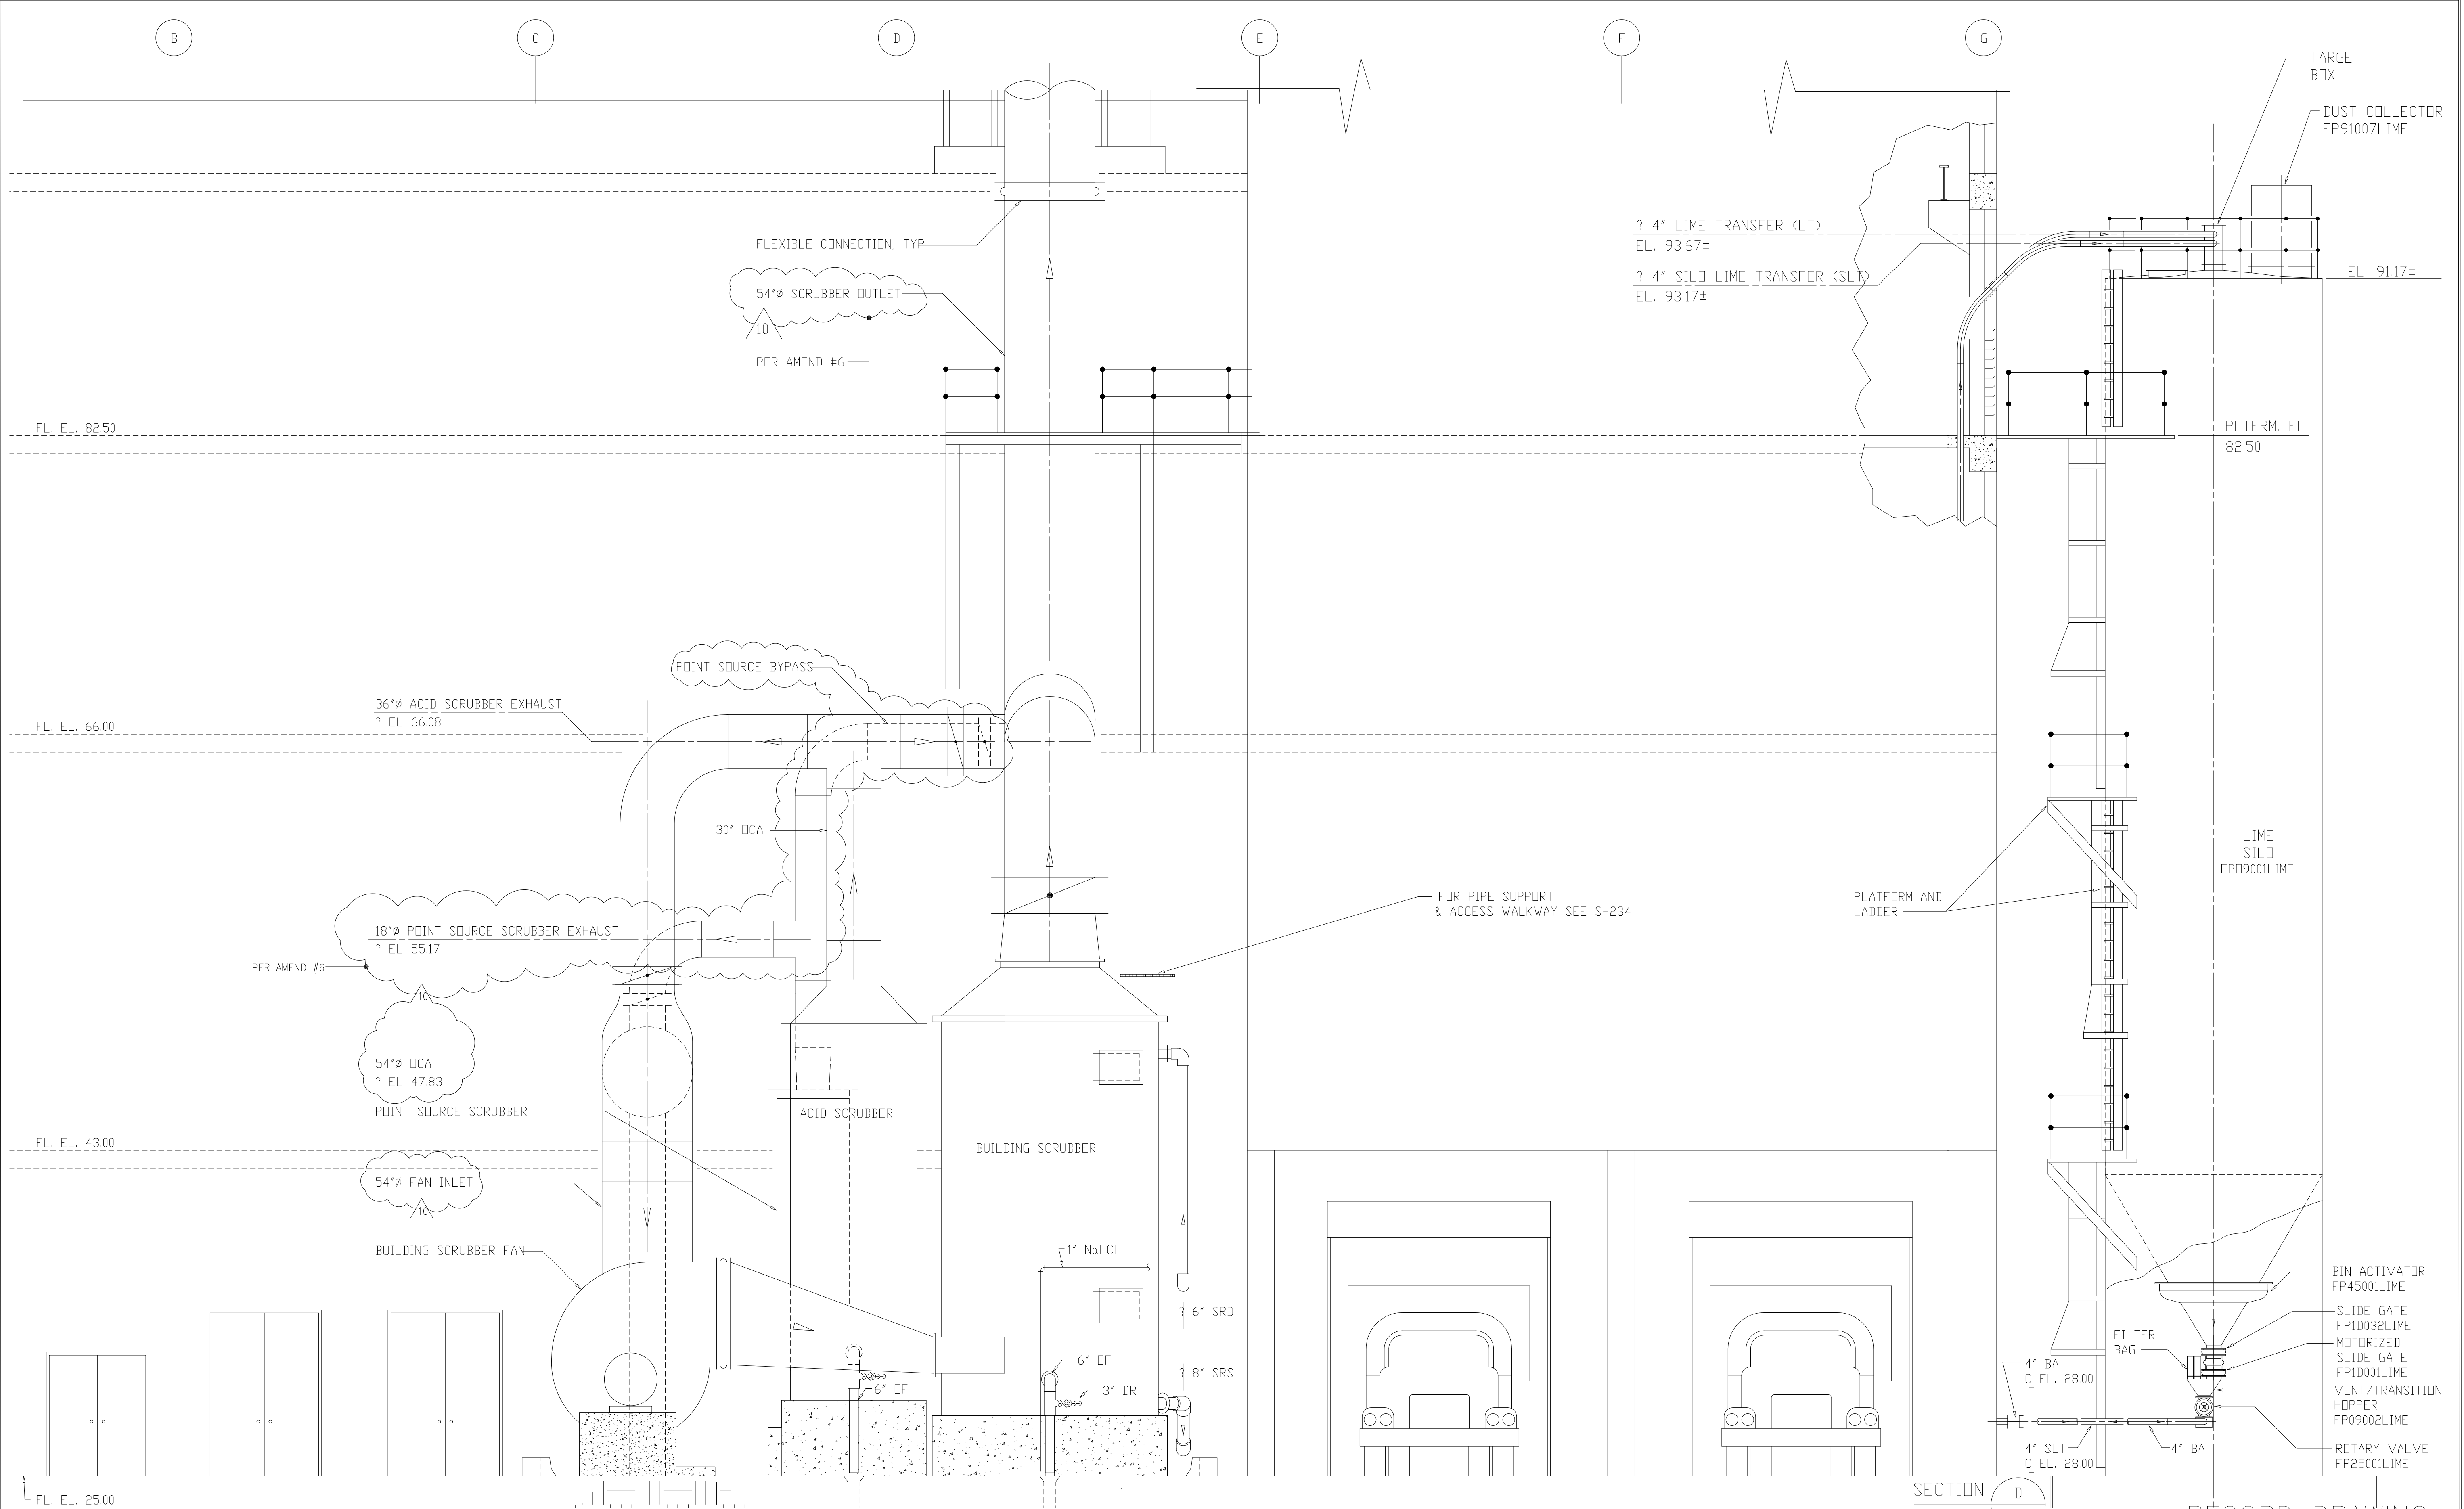 B
C
D
E
F
G
TARGET
BOX
DUST COLLECTOR
FP91007LIME
FLEXIBLE CONNECTION, TYP
? 4" LIME TRANSFER (LT)
EL. 93.67±
? 4" SILO LIME TRANSFER (SLT)
EL. 93.17±
EL. 91.17±
54"Ø SCRUBBER OUTLET
10
PER AMEND #6
FL. EL. 82.50
PLTFRM. EL.
82.50
POINT SOURCE BYPASS
36"Ø ACID SCRUBBER EXHAUST
? EL 66.08
FL. EL. 66.00
30" OCA
LIME
SILO
FP09001LIME
FOR PIPE SUPPORT
& ACCESS WALKWAY SEE S-234
PLATFORM AND
LADDER
18"Ø POINT SOURCE SCRUBBER EXHAUST
? EL 55.17
PER AMEND #6
10
54"Ø OCA
? EL 47.83
POINT SOURCE SCRUBBER
ACID SCRUBBER
BUILDING SCRUBBER
FL. EL. 43.00
54"Ø FAN INLET
10
BUILDING SCRUBBER FAN
1" NaOCL
? 6" SRD
BIN ACTIVATOR
FP45001LIME
SLIDE GATE
FP1D032LIME
FILTER
BAG
MOTORIZED
SLIDE GATE
FP1D001LIME
6" OF
? 8" SRS
4" BA
℄ EL. 28.00
6" OF
3" DR
VENT/TRANSITION
HOPPER
FP09002LIME
4" SLT
℄ EL. 28.00
4" BA
ROTARY VALVE
FP25001LIME
SECTION D
FL. EL. 25.00
RECORD DRAWING